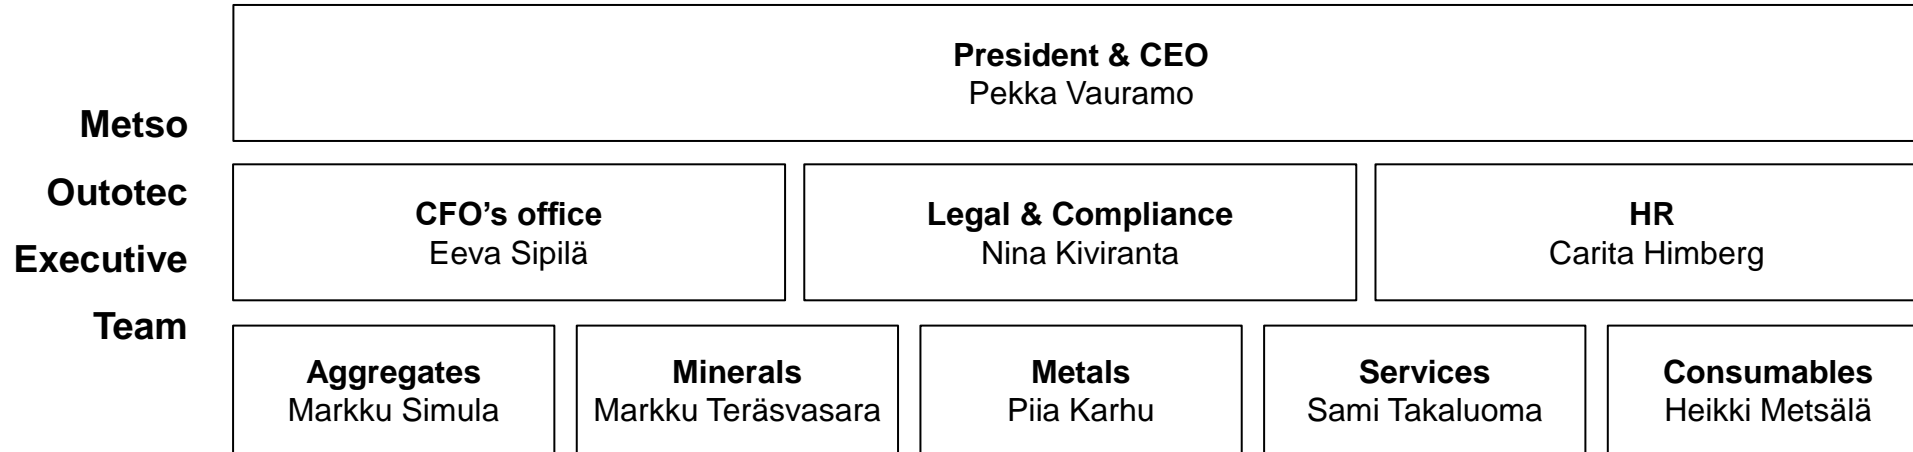 Metso
Outotec
Executive
Team
President & CEO
Pekka Vauramo
CFO’s office
Eeva Sipilä
Legal & Compliance
Nina Kiviranta
HR
Carita Himberg
Aggregates
Markku Simula
Minerals
Markku Teräsvasara
Metals
Piia Karhu
Services
Sami Takaluoma
Consumables
Heikki Metsälä